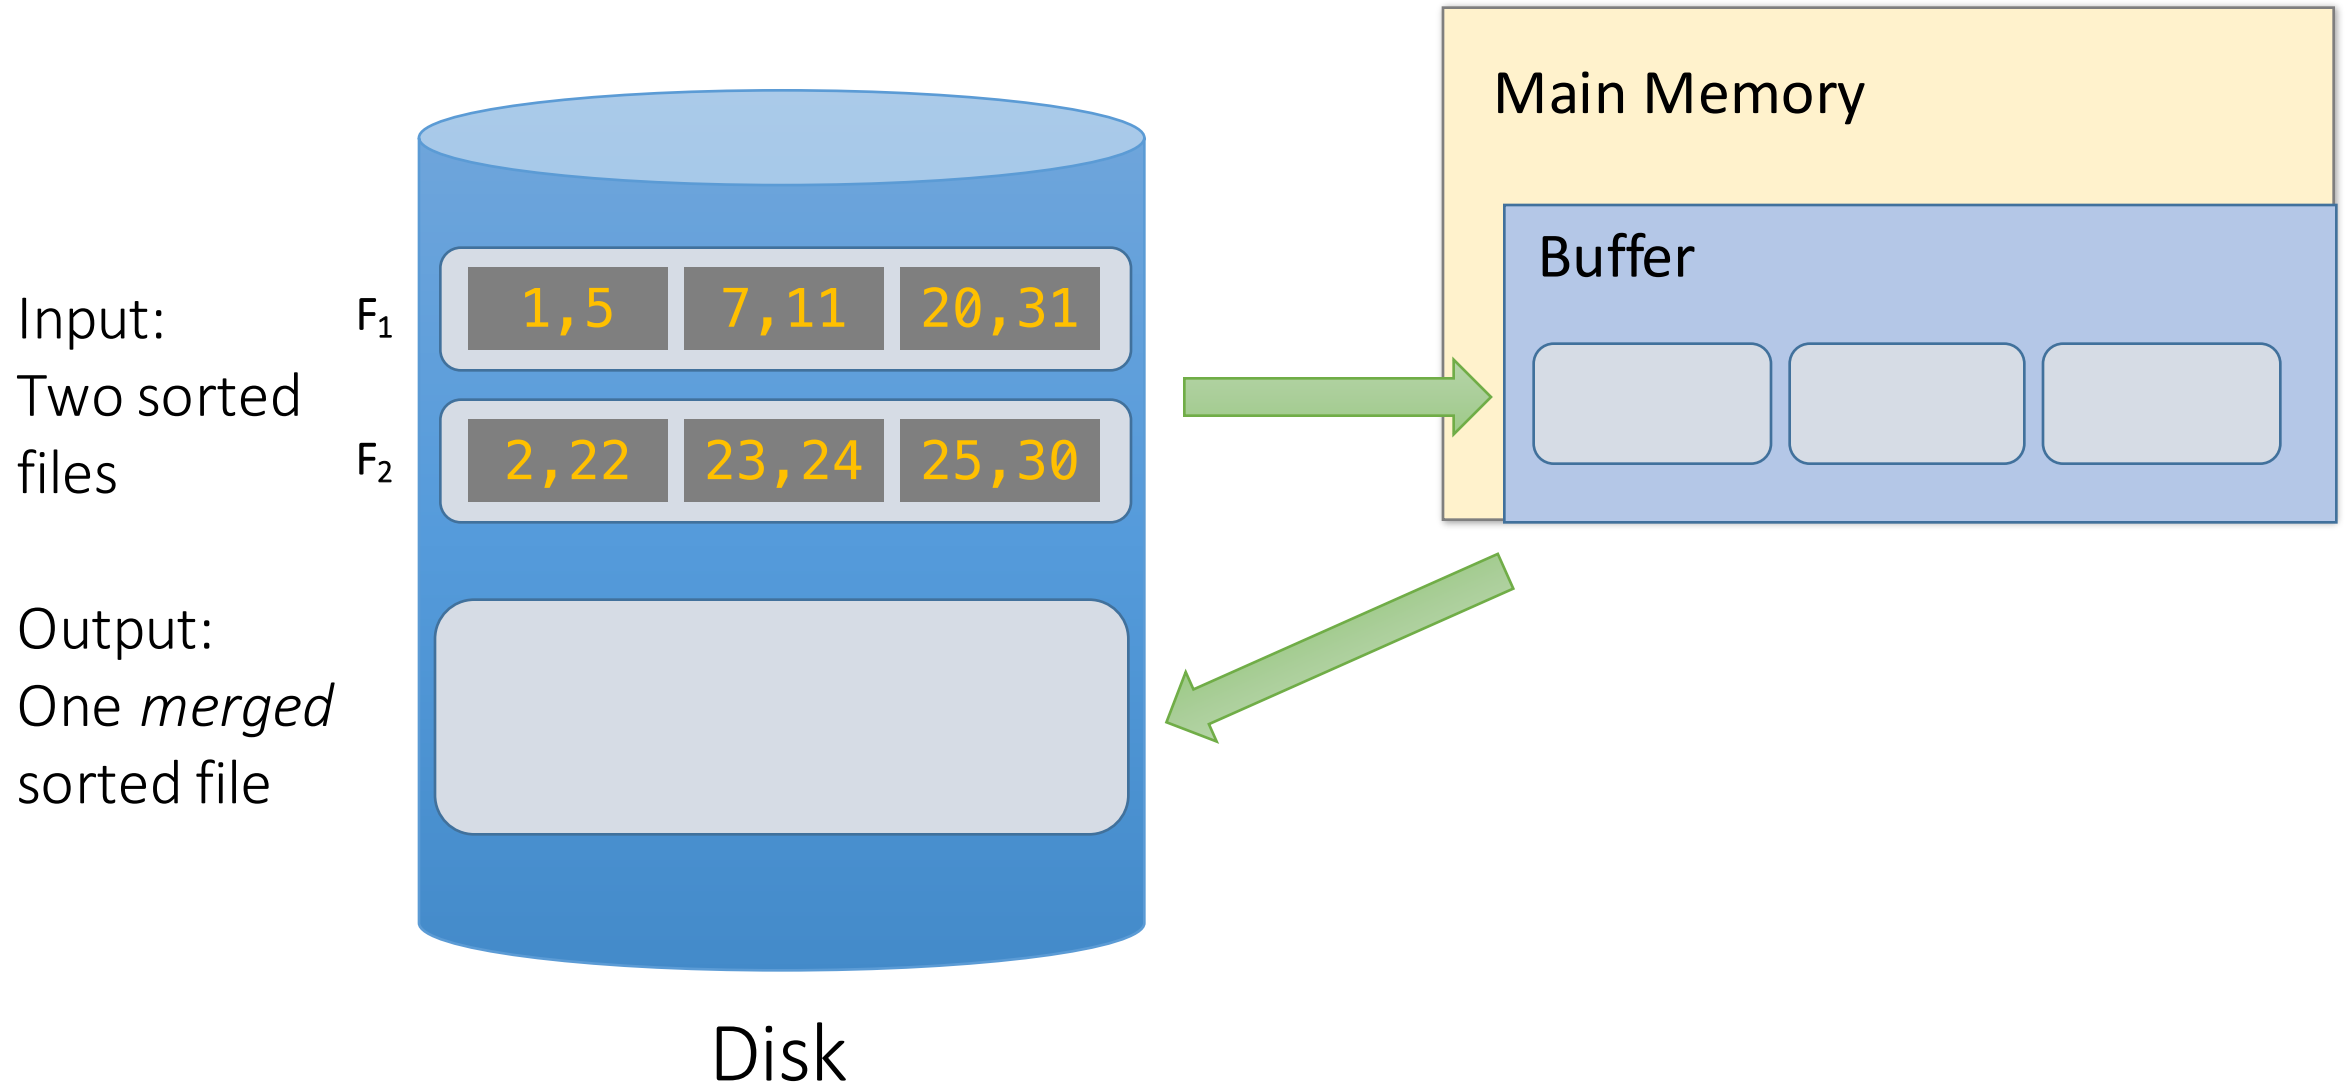 Main Memory
Buffer
Input:
Two sorted
files
F₁
1,5
7,11
20,31
F₂
2,22
23,24
25,30
Output:
One merged
sorted file
Disk